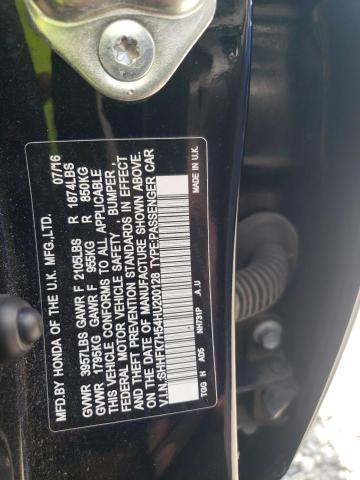 MFD.BY HONDA OF THE U.K. MFG.,LTD. 07/16
GVWR 3957LBS GAWR F 2105LBS R 1874LBS
GVWR 1795KG GAWR F 955KG R 850KG
THIS VEHICLE CONFORMS TO ALL APPLICABLE
FEDERAL MOTOR VEHICLE SAFETY , BUMPER ,
AND THEFT PREVENTION STANDARDS IN EFFECT
ON THE DATE OF MANUFACTURE SHOWN ABOVE.
V.I.N.:SHHFK7H54HU200128 TYPE:PASSENGER CAR
NH731P A.U MADE IN U.K.
TGG H AD5